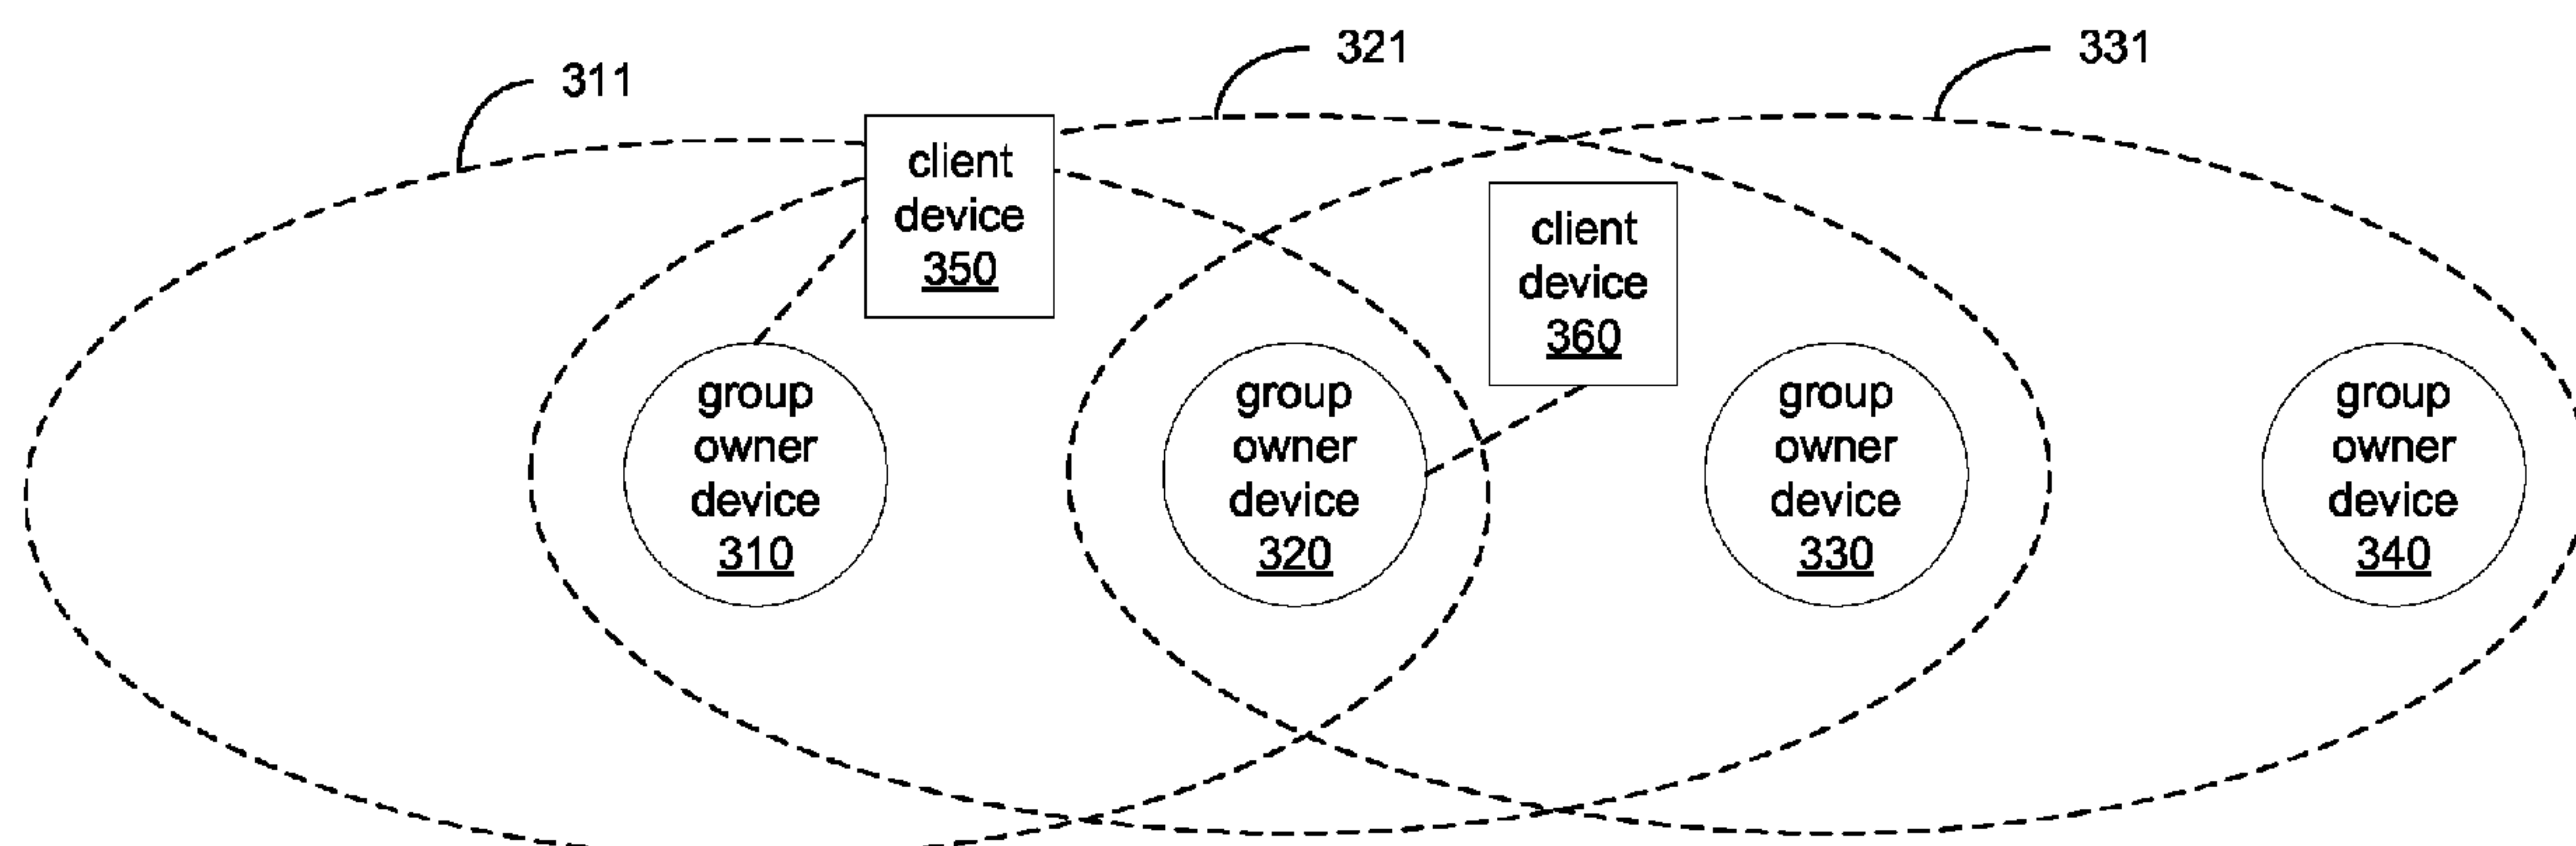 311
321
331
client
device
350
client
device
360
group
owner
device
310
group
owner
device
320
group
owner
device
330
group
owner
device
340